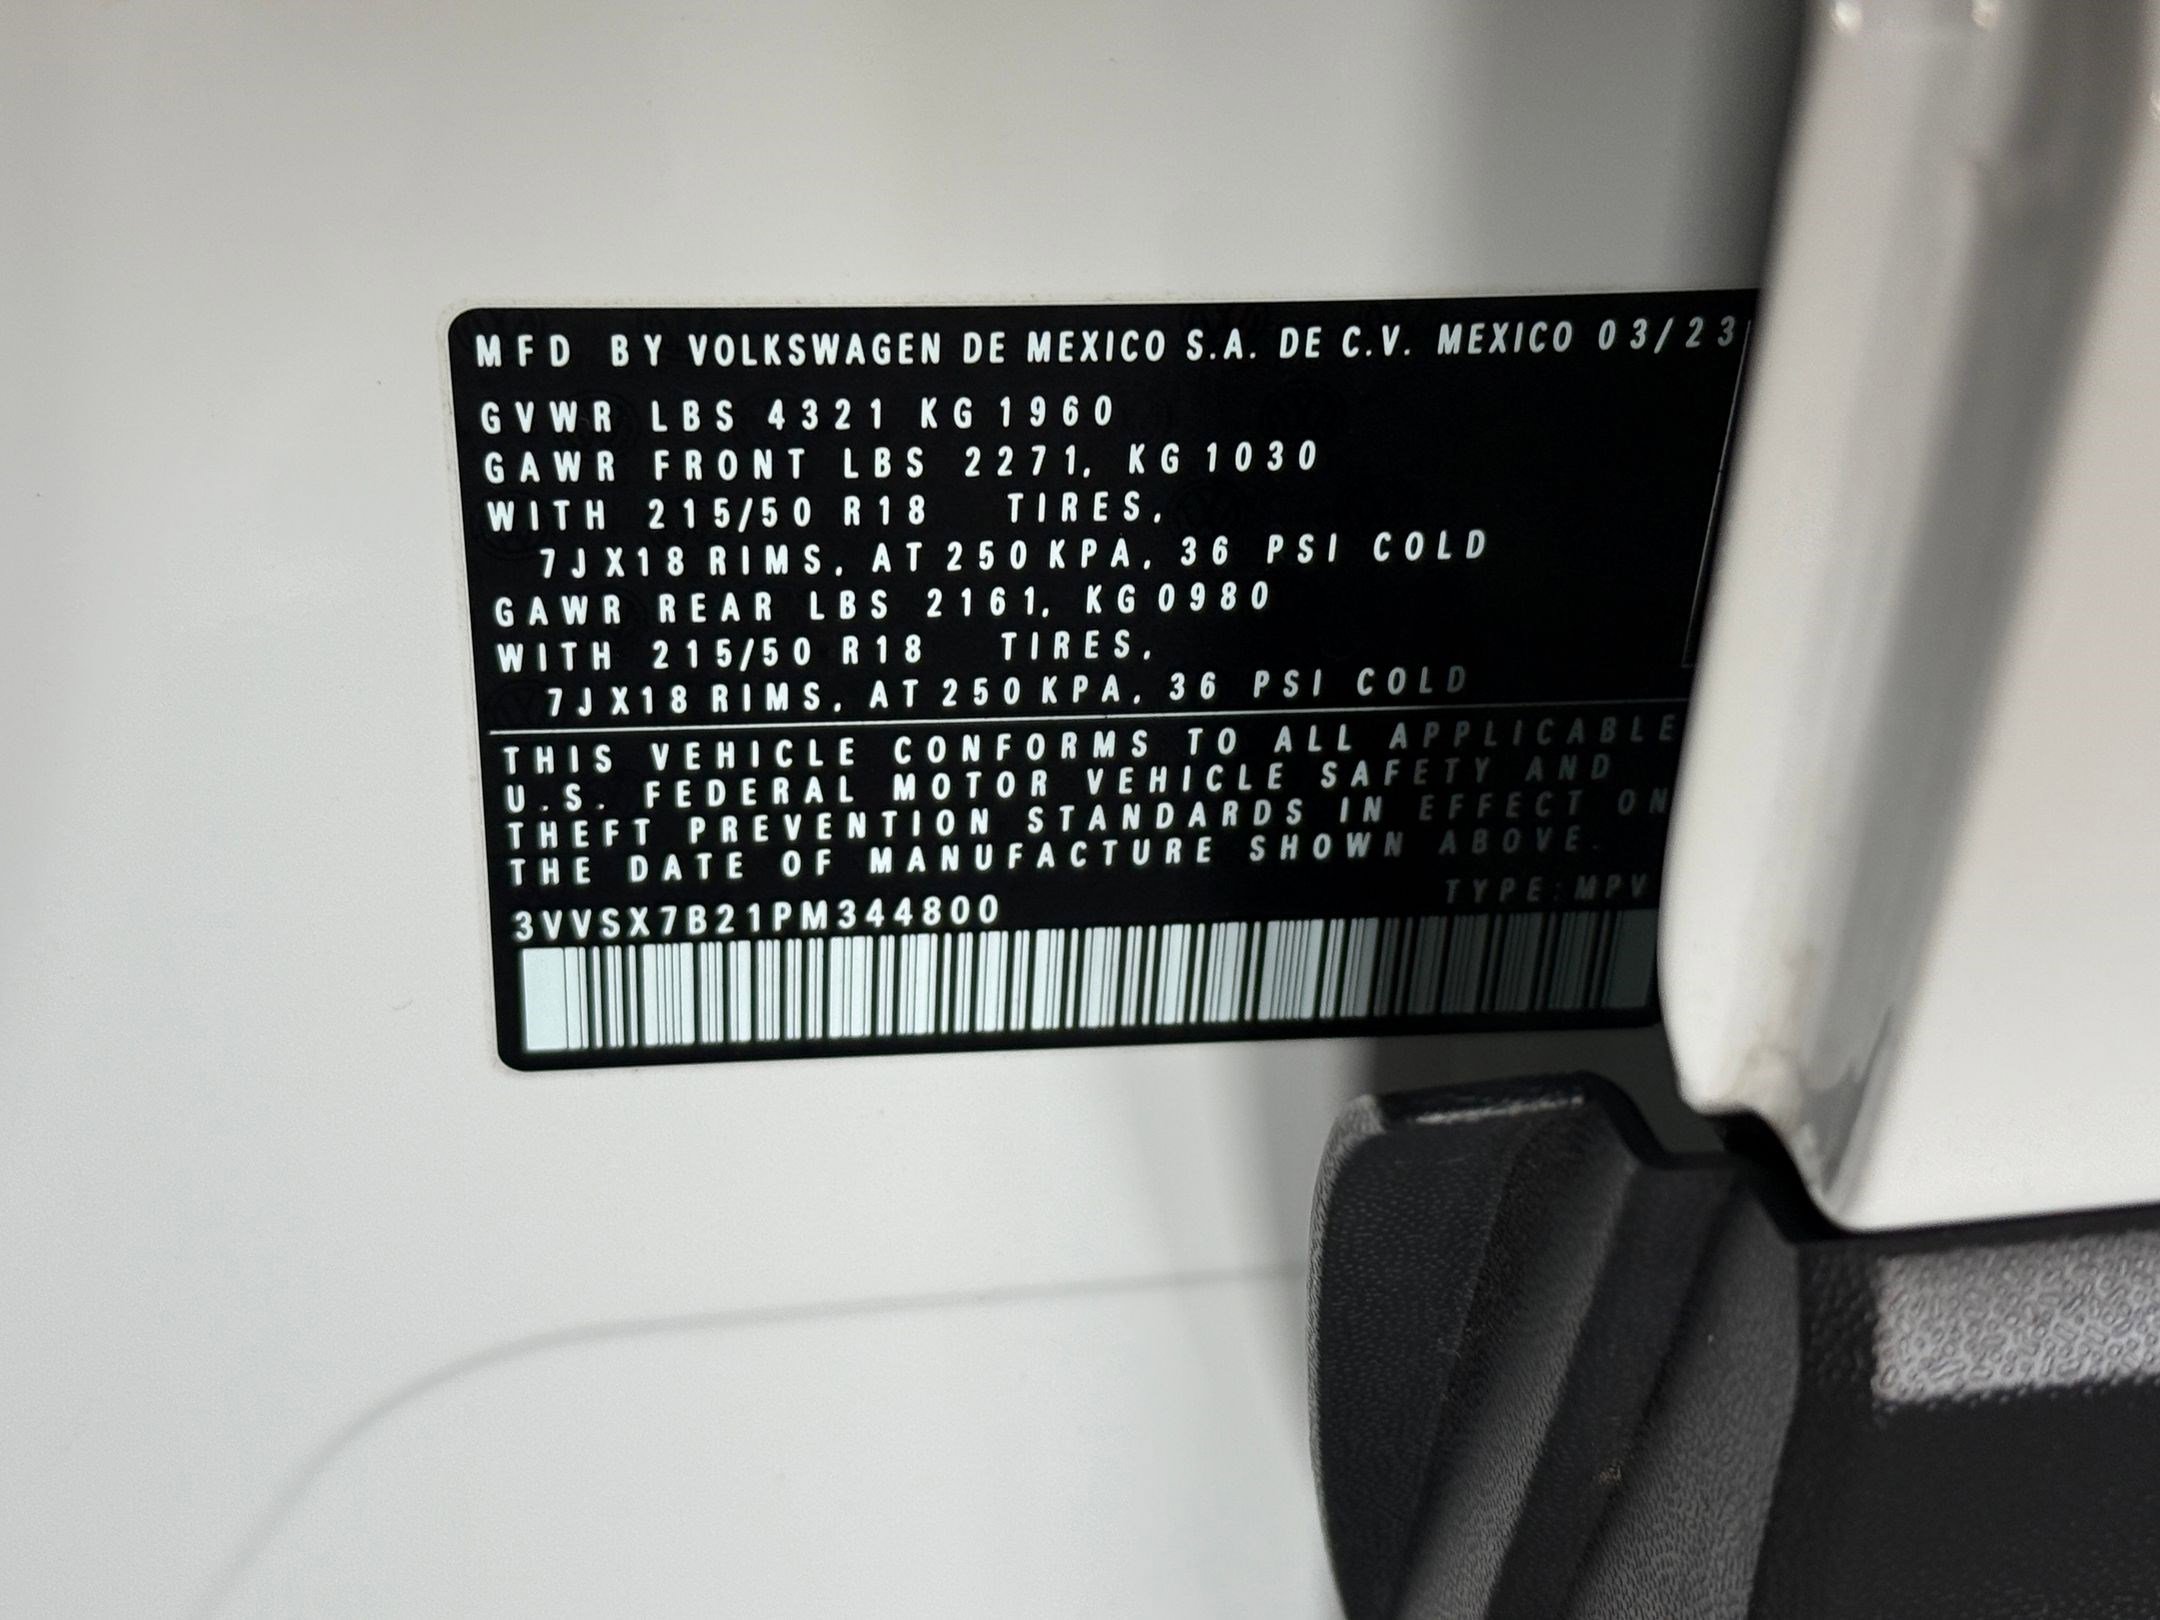 MFD BY VOLKSWAGEN DE MEXICO S.A. DE C.V. MEXICO 03/23
GVWR LBS 4321 KG 1960
GAWR FRONT LBS 2271, KG 1030
WITH 215/50 R18 TIRES,
7JX18 RIMS, AT 250 KPA, 36 PSI COLD
GAWR REAR LBS 2161, KG 0980
WITH 215/50 R18 TIRES,
7JX18 RIMS, AT 250 KPA, 36 PSI COLD
THIS VEHICLE CONFORMS TO ALL APPLICABLE
U.S. FEDERAL MOTOR VEHICLE SAFETY AND
THEFT PREVENTION STANDARDS IN EFFECT ON
THE DATE OF MANUFACTURE SHOWN ABOVE.
TYPE: MPV
3VVSX7B21PM344800